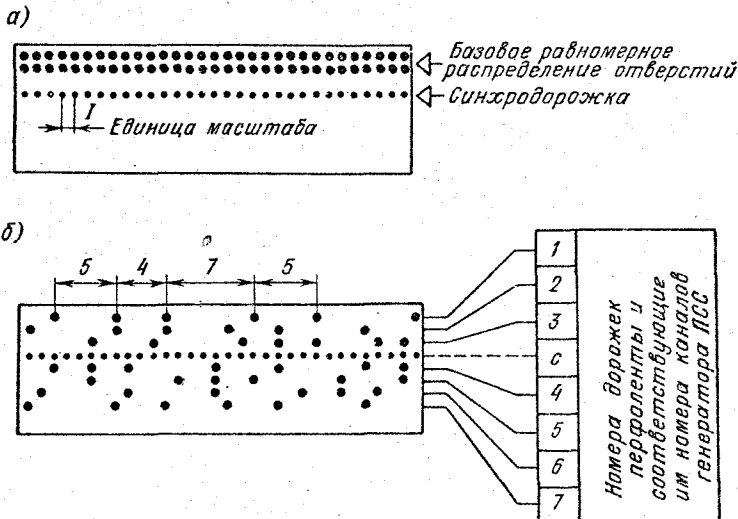 а)
Базовое равномерное
распределение отверстий
Синхродорожка
I
Единица масштаба
б)
5 4 7 5
1
2
3
с
4
5
6
7
Номера дорожек
перфоленты и
соответствующие
им номера каналов
генератора ПСС